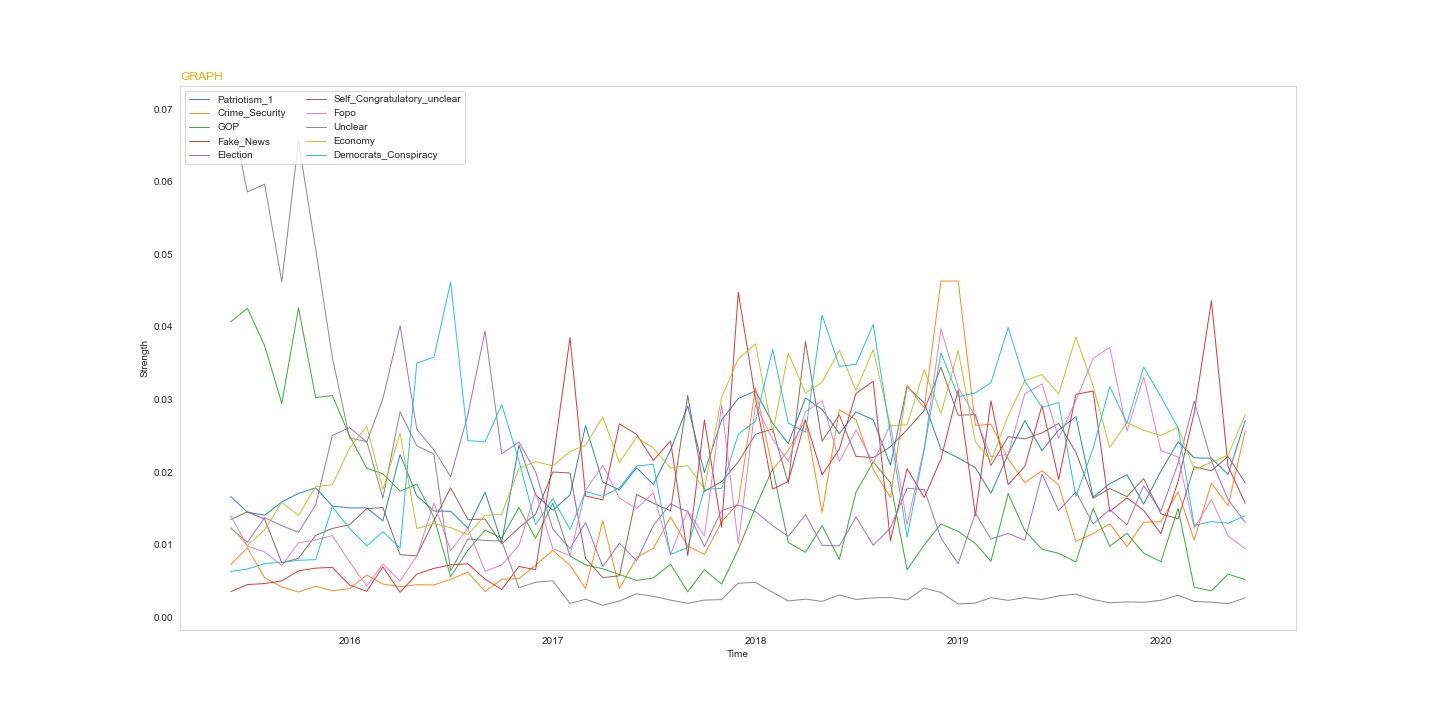 GRAPH
Patriotism_1
Crime_Security
GOP
Fake_News
Election
Self_Congratulatory_unclear
Fopo
Unclear
Economy
Democrats_Conspiracy
0.07
0.06
0.05
0.04
0.03
0.02
0.01
0.00
Strength
2016 2017 2018 2019 2020
Time